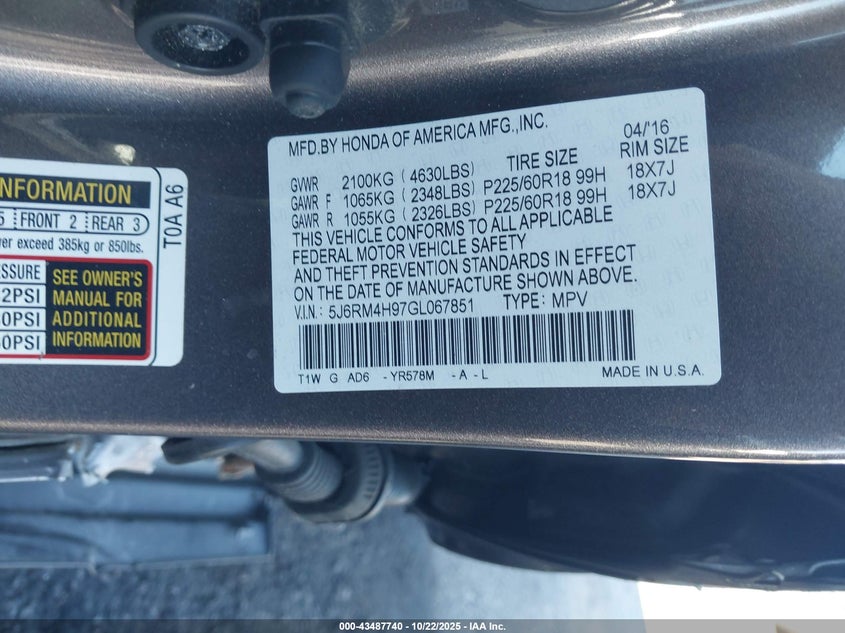 MFD.BY HONDA OF AMERICA MFG.,INC. 04/'16
TIRE SIZE RIM SIZE
GVWR 2100KG ( 4630LBS)
GAWR F 1065KG ( 2348LBS) P225/60R18 99H 18X7J
GAWR R 1055KG ( 2326LBS) P225/60R18 99H 18X7J
THIS VEHICLE CONFORMS TO ALL APPLICABLE
FEDERAL MOTOR VEHICLE SAFETY
AND THEFT PREVENTION STANDARDS IN EFFECT
ON THE DATE OF MANUFACTURE SHOWN ABOVE.
V.I.N.: 5J6RM4H97GL067851 TYPE: MPV
T1W G AD6 -YR578M -A-L MADE IN U.S.A.
INFORMATION
FRONT 2 REAR 3
exceed 385kg or 850lbs.
SEE OWNER'S
MANUAL FOR
ADDITIONAL
INFORMATION
T0A A6
000-43487740 - 10/22/2025 - IAA Inc.